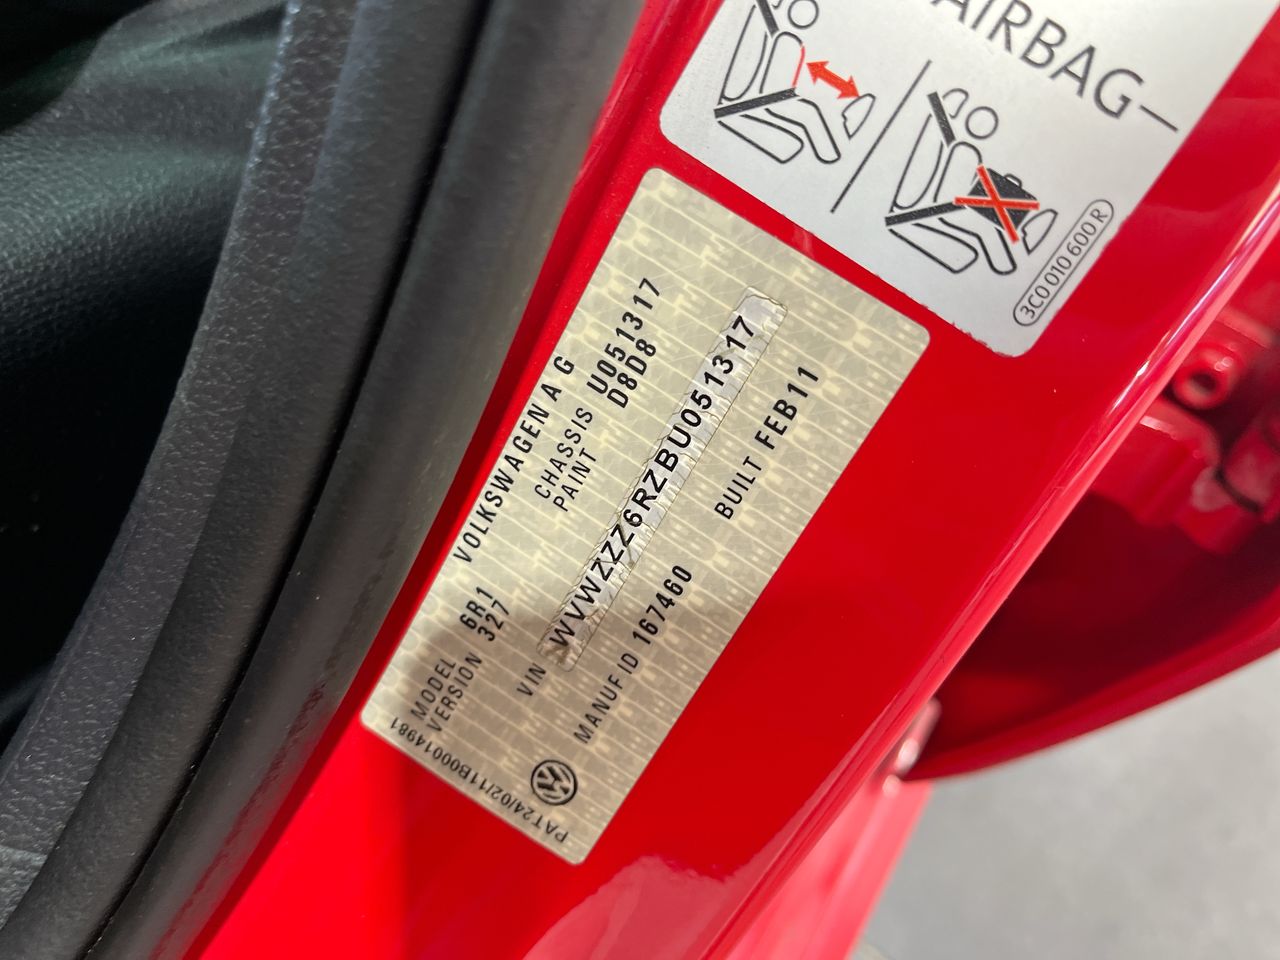 AIRBAG
3C0 010 600 R
VOLKSWAGEN AG
MODEL 6R1 CHASSIS U051317
VERSION 327 PAINT D8D8
VIN WVWZZZ6RZBU051317
MANUF ID 167460 BUILT FEB11
PAT24/02/11B00014981